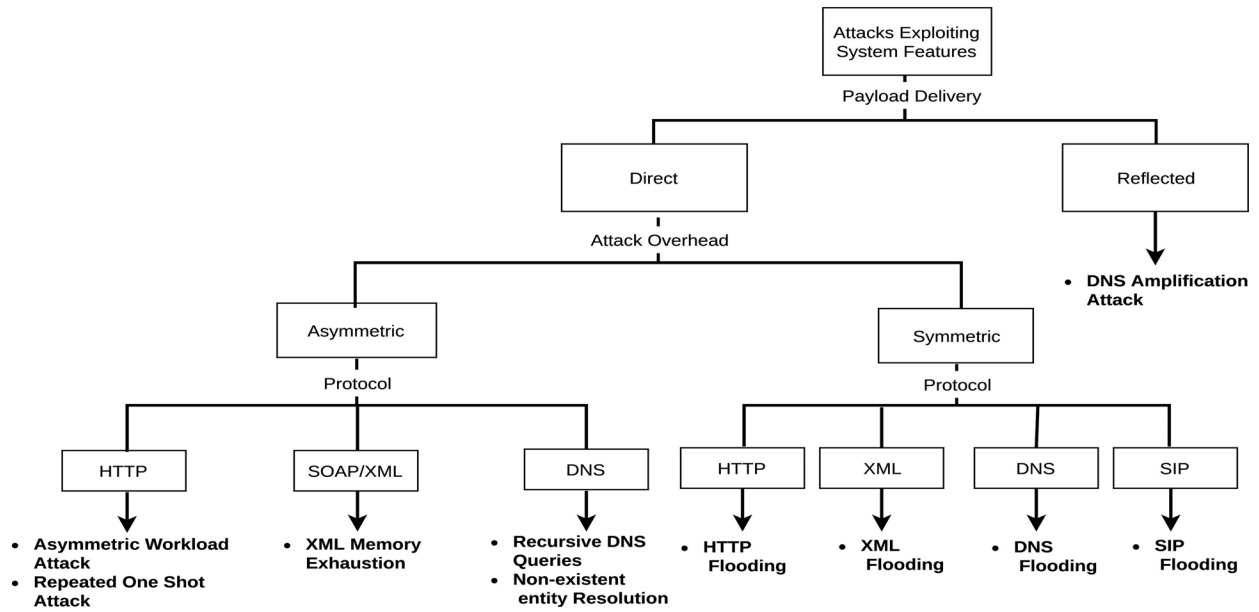 Attacks Exploiting
System Features
Payload Delivery
Direct
Reflected
Attack Overhead
• DNS Amplification
Attack
Asymmetric
Symmetric
Protocol
Protocol
HTTP
SOAP/XML
DNS
HTTP
XML
DNS
SIP
• Asymmetric Workload
Attack
• Repeated One Shot
Attack
• XML Memory
Exhaustion
• Recursive DNS
Queries
• Non-existent
entity Resolution
• HTTP
Flooding
• XML
Flooding
• DNS
Flooding
• SIP
Flooding